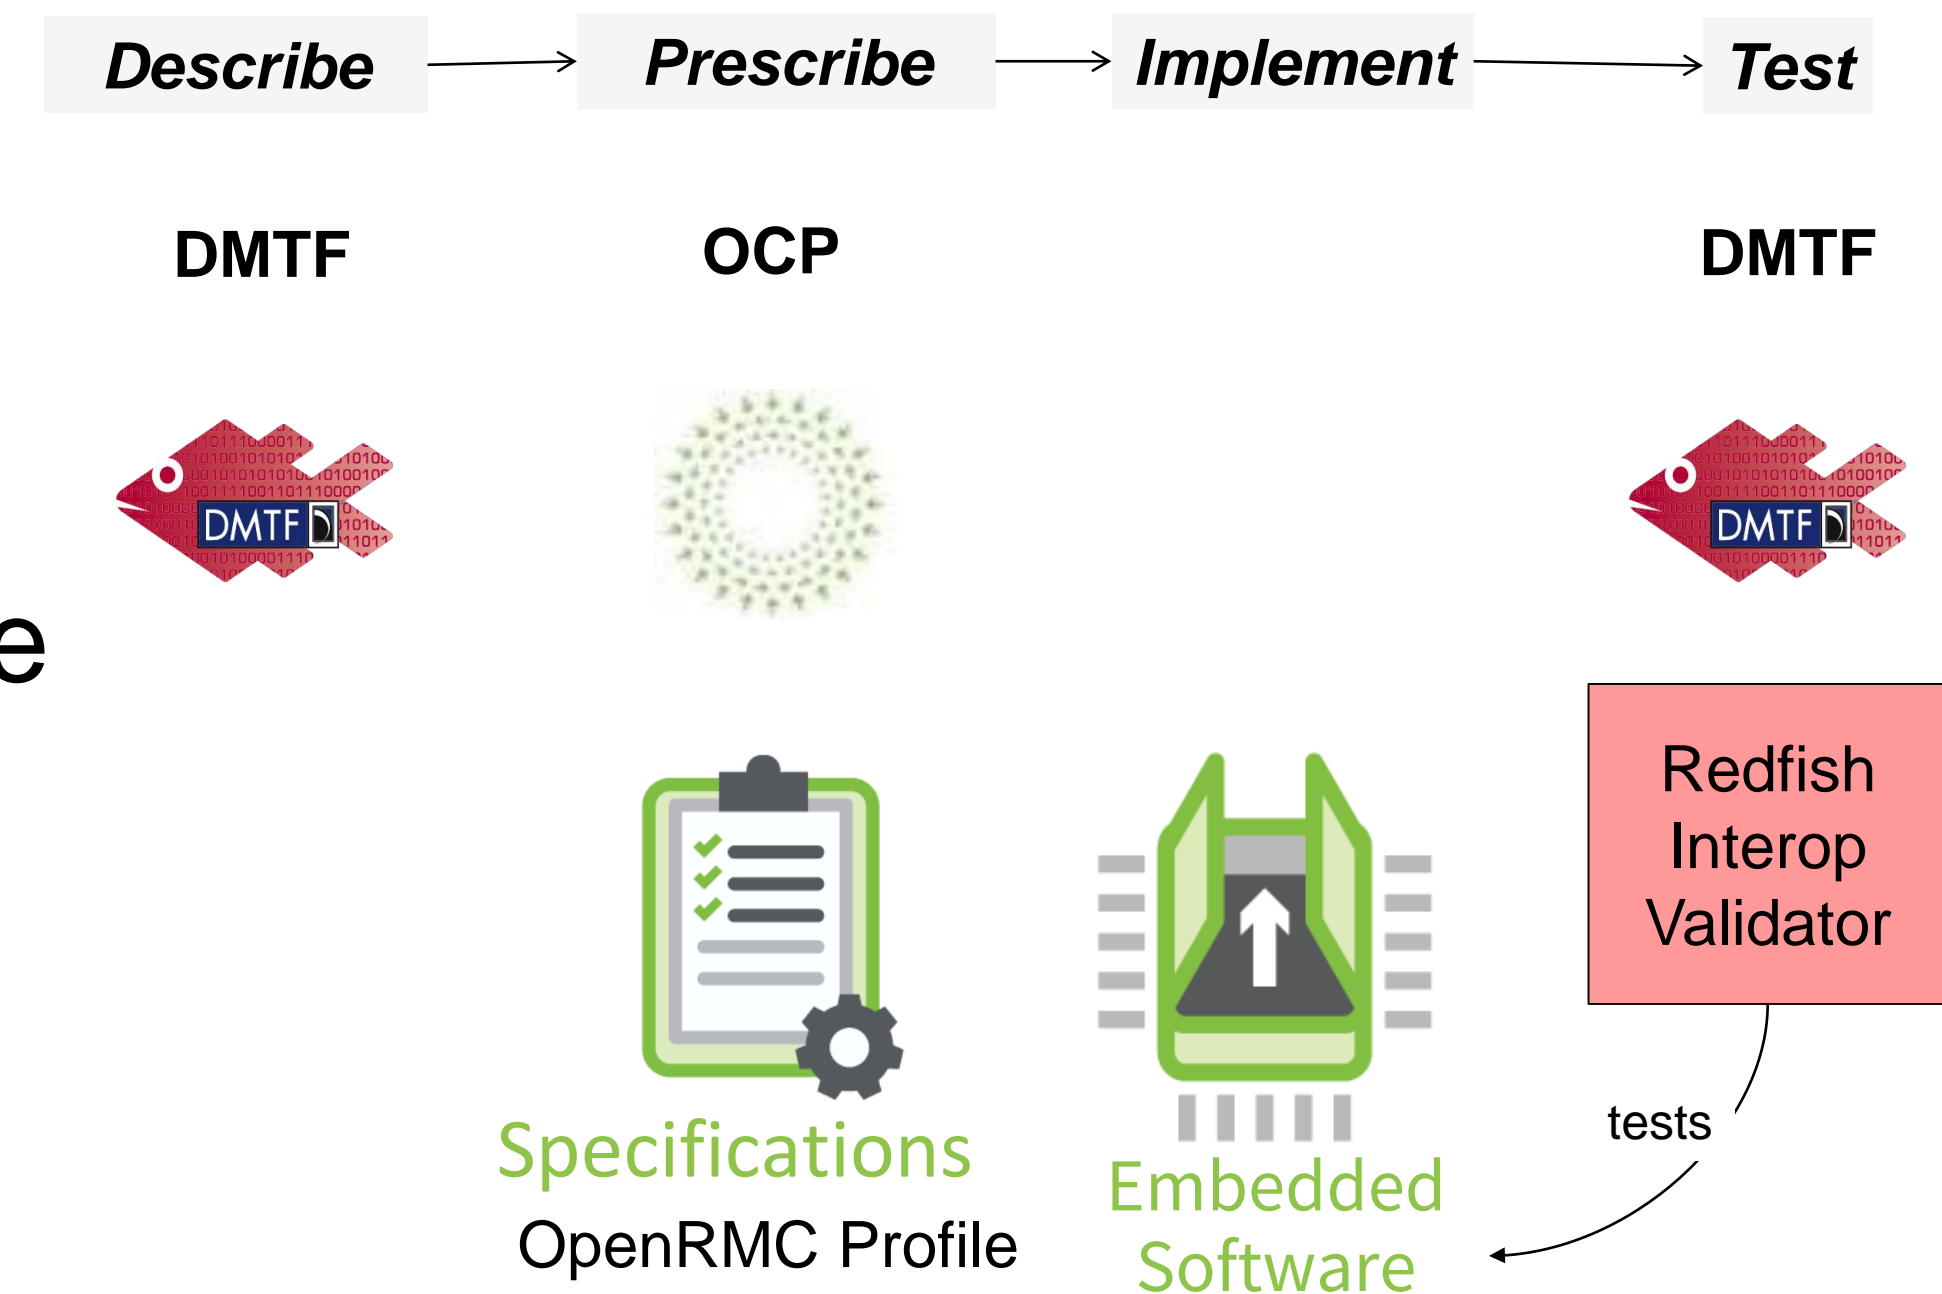 Describe
Prescribe
Implement
Test
DMTF
OCP
DMTF
DMTF
DMTF
e
Redfish
Interop
Validator
tests
Specifications
OpenRMC Profile
Embedded
Software